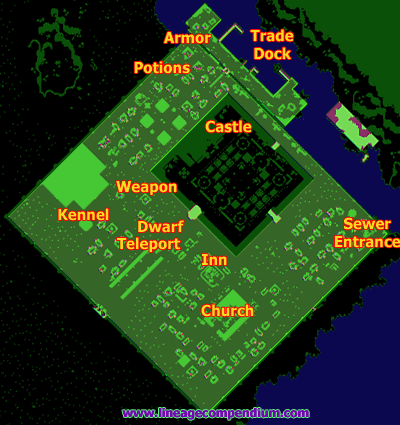 Armor
Trade
Dock
Potions
Castle
Weapon
Kennel
Dwarf
Teleport
Sewer
Entrance
Inn
Church
www.lineagecompendium.com